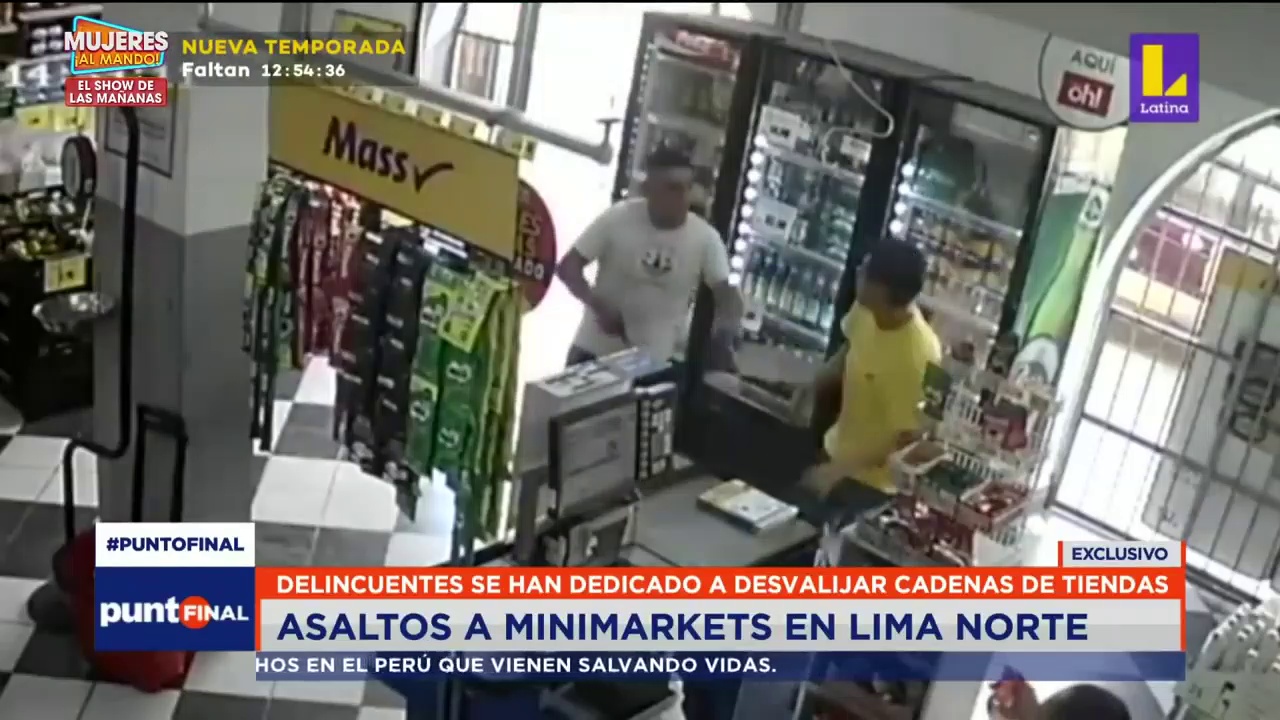 MUJERES
¡AL MANDO!
EL SHOW DE
LAS MAÑANAS
NUEVA TEMPORADA
Faltan 12:54:36
AQUÍ
oh!
Latina
Mass
#PUNTOFINAL
EXCLUSIVO
punto FINAL
DELINCUENTES SE HAN DEDICADO A DESVALIJAR CADENAS DE TIENDAS
ASALTOS A MINIMARKETS EN LIMA NORTE
HOS EN EL PERÚ QUE VIENEN SALVANDO VIDAS.